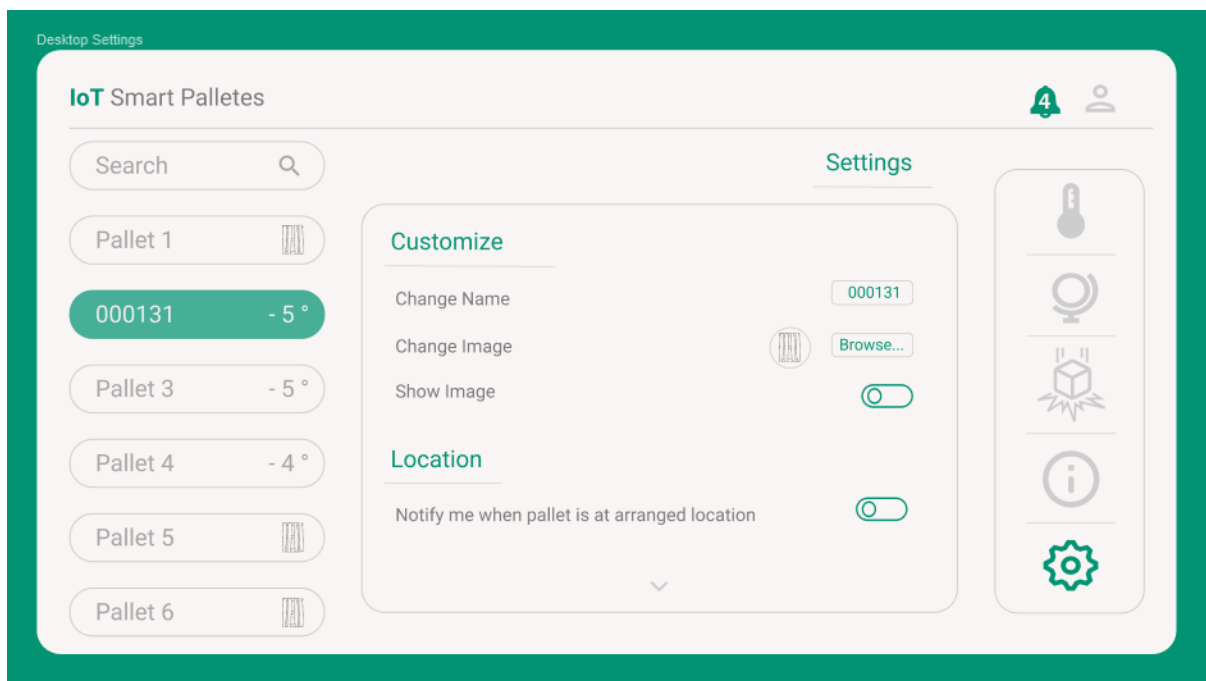 Desktop Settings
IoT Smart Palletes
4
Search
Settings
Pallet 1
000131 - 5 °
Pallet 3 - 5 °
Pallet 4 - 4 °
Pallet 5
Pallet 6
Customize
Change Name 000131
Change Image Browse...
Show Image
Location
Notify me when pallet is at arranged location